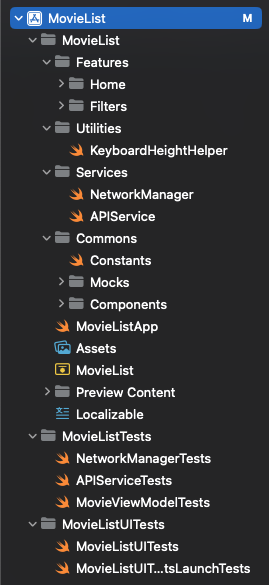 MovieList M
MovieList
Features
Home
Filters
Utilities
KeyboardHeightHelper
Services
NetworkManager
APIService
Commons
Constants
Mocks
Components
MovieListApp
Assets
MovieList
Preview Content
Localizable
MovieListTests
NetworkManagerTests
APIServiceTests
MovieViewModelTests
MovieListUITests
MovieListUITests
MovieListUIT...tsLaunchTests